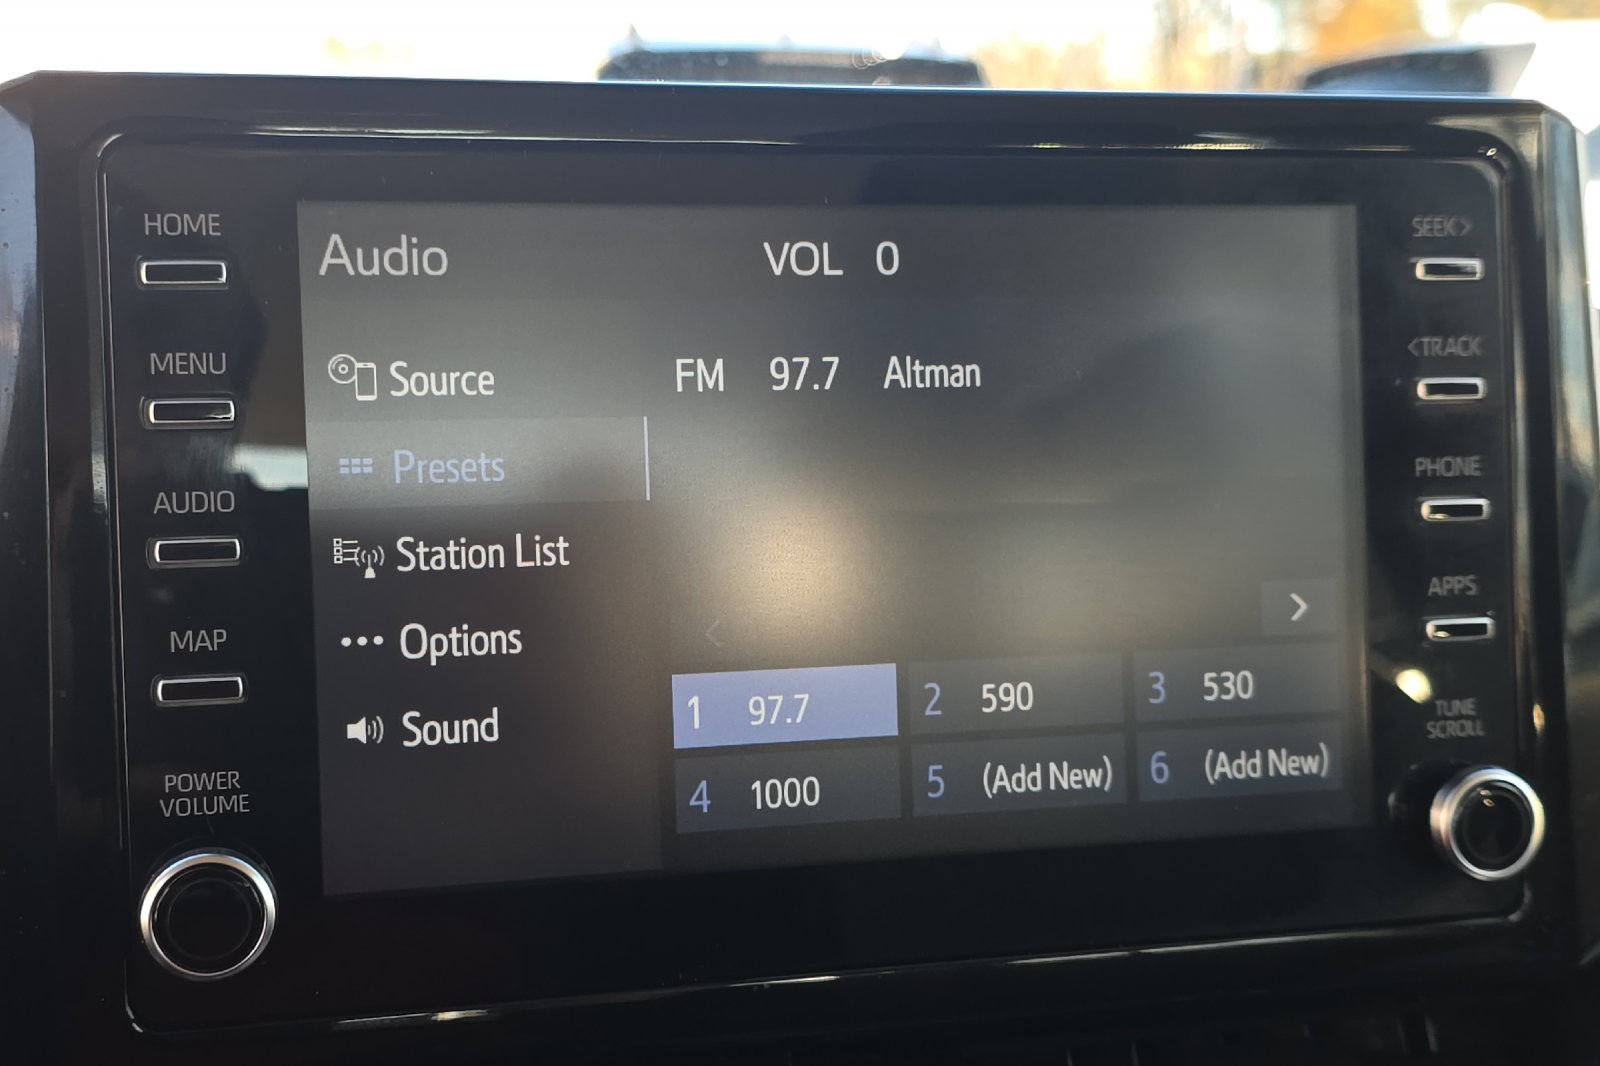 HOME
MENU
AUDIO
MAP
POWER
VOLUME
Audio
VOL 0
Source
Presets
Station List
Options
Sound
FM 97.7 Altman
1 97.7
2 590
3 530
4 1000
5 (Add New)
6 (Add New)
SEEK>
<TRACK
PHONE
APPS
TUNE
SCROLL